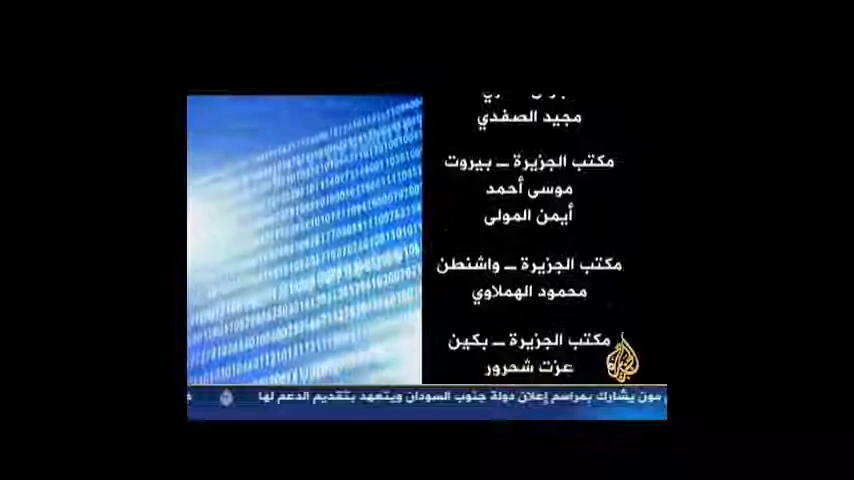 مجيد الصفدي
مكتب الجزيرة – بيروت
موسى أحمد
أيمن المولى
مكتب الجزيرة – واشنطن
محمود الهملاوي
مكتب الجزيرة – بكين
عزت شحرور
مون يشارك بمراسم إعلان دولة جنوب السودان ويتعهد بتقديم الدعم لها